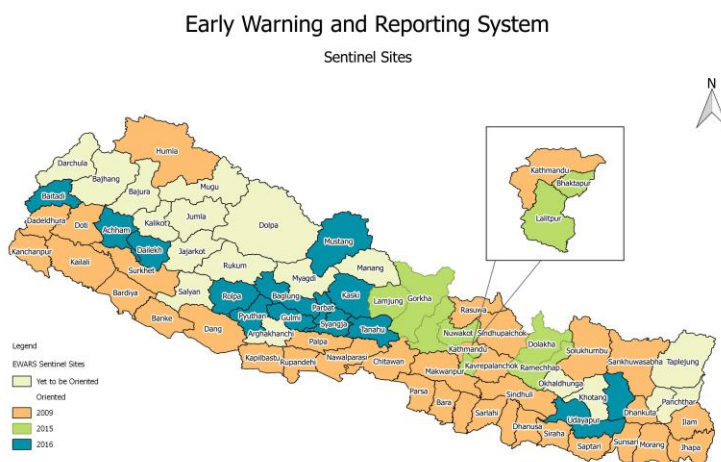 Early Warning and Reporting System
Sentinel Sites
N
Humla
Darchula
Bajhang
Mugu
Bajura
Baitadi
Dadeldhura
Doti
Achham
Kalikot
Jumla
Dolpa
Kanchanpur
Kailali
Dailekh
Jajarkot
Mustang
Surkhet
Rukum
Manang
Bardiya
Salyan
Myagdi
Rolpa
Baglung
Kaski
Lamjung
Gorkha
Parbat
Banke
Pyuthan
Gulmi
Syangja
Tanahu
Dang
Arghakhanchi
Palpa
Kapilbastu
Rupandehi
Nawalparasi
Chitawan
Kathmandu
Bhaktapur
Lalitpur
Rasuwa
Nuwakot
Sindhupalchok
Kathmandu
Dolakha
Makwanpur
Kavrepalanchok
Ramechhap
Solukhumbu
Sankhuwasabha
Taplejung
Okhaldhunga
Parsa
Bara
Sindhuli
Khotang
Panchthar
Sarlahi
Dhankuta
Udayapur
Ilam
Dhanusa
Siraha
Saptari
Sunsari
Morang
Jhapa
Legend
EWARS Sentinel Sites
Yet to be Oriented
Oriented
2009
2015
2016